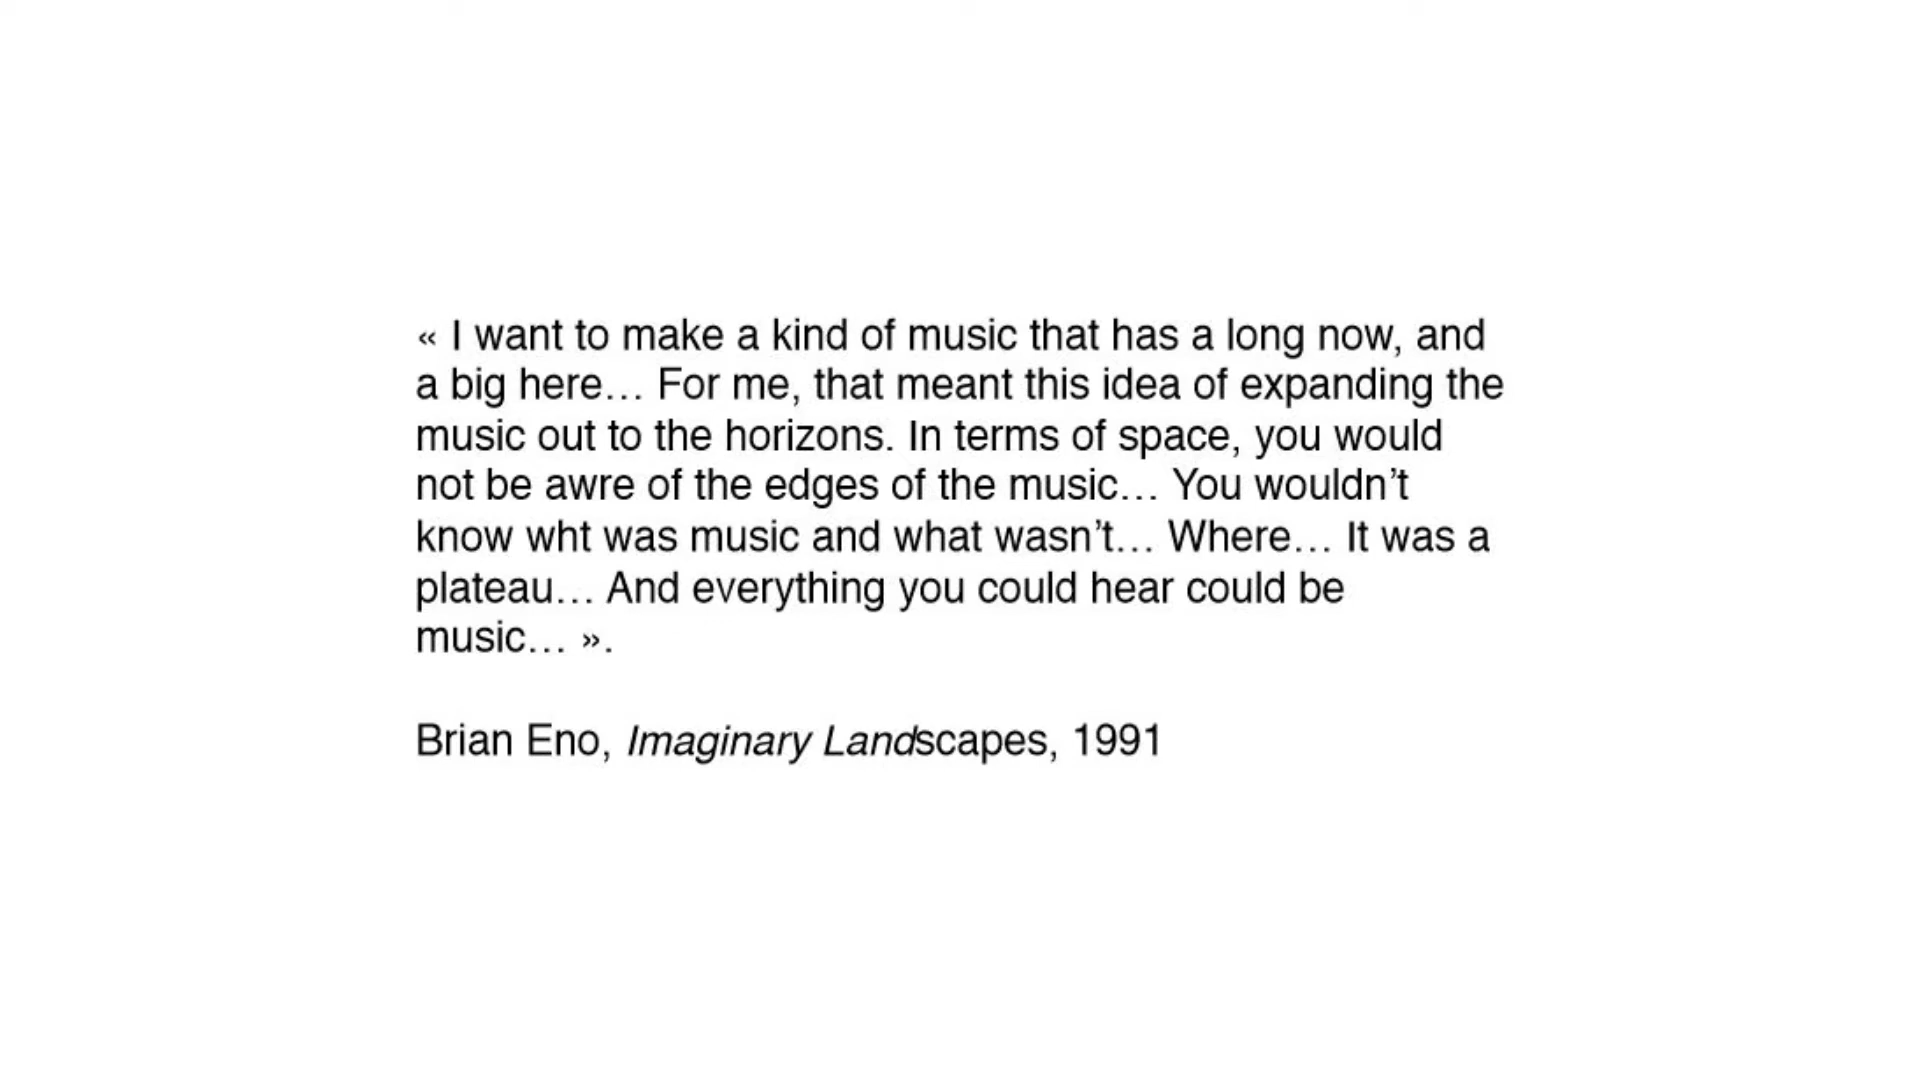 « I want to make a kind of music that has a long now, and
a big here… For me, that meant this idea of expanding the
music out to the horizons. In terms of space, you would
not be awre of the edges of the music… You wouldn’t
know wht was music and what wasn’t… Where… It was a
plateau… And everything you could hear could be
music… ».
Brian Eno, Imaginary Landscapes, 1991